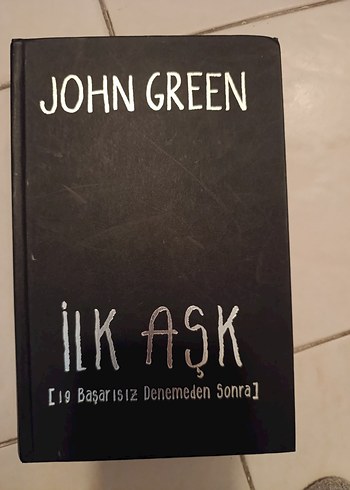 JOHN GREEN
İLK AŞK
[19 Başarısız Denemeden Sonra]